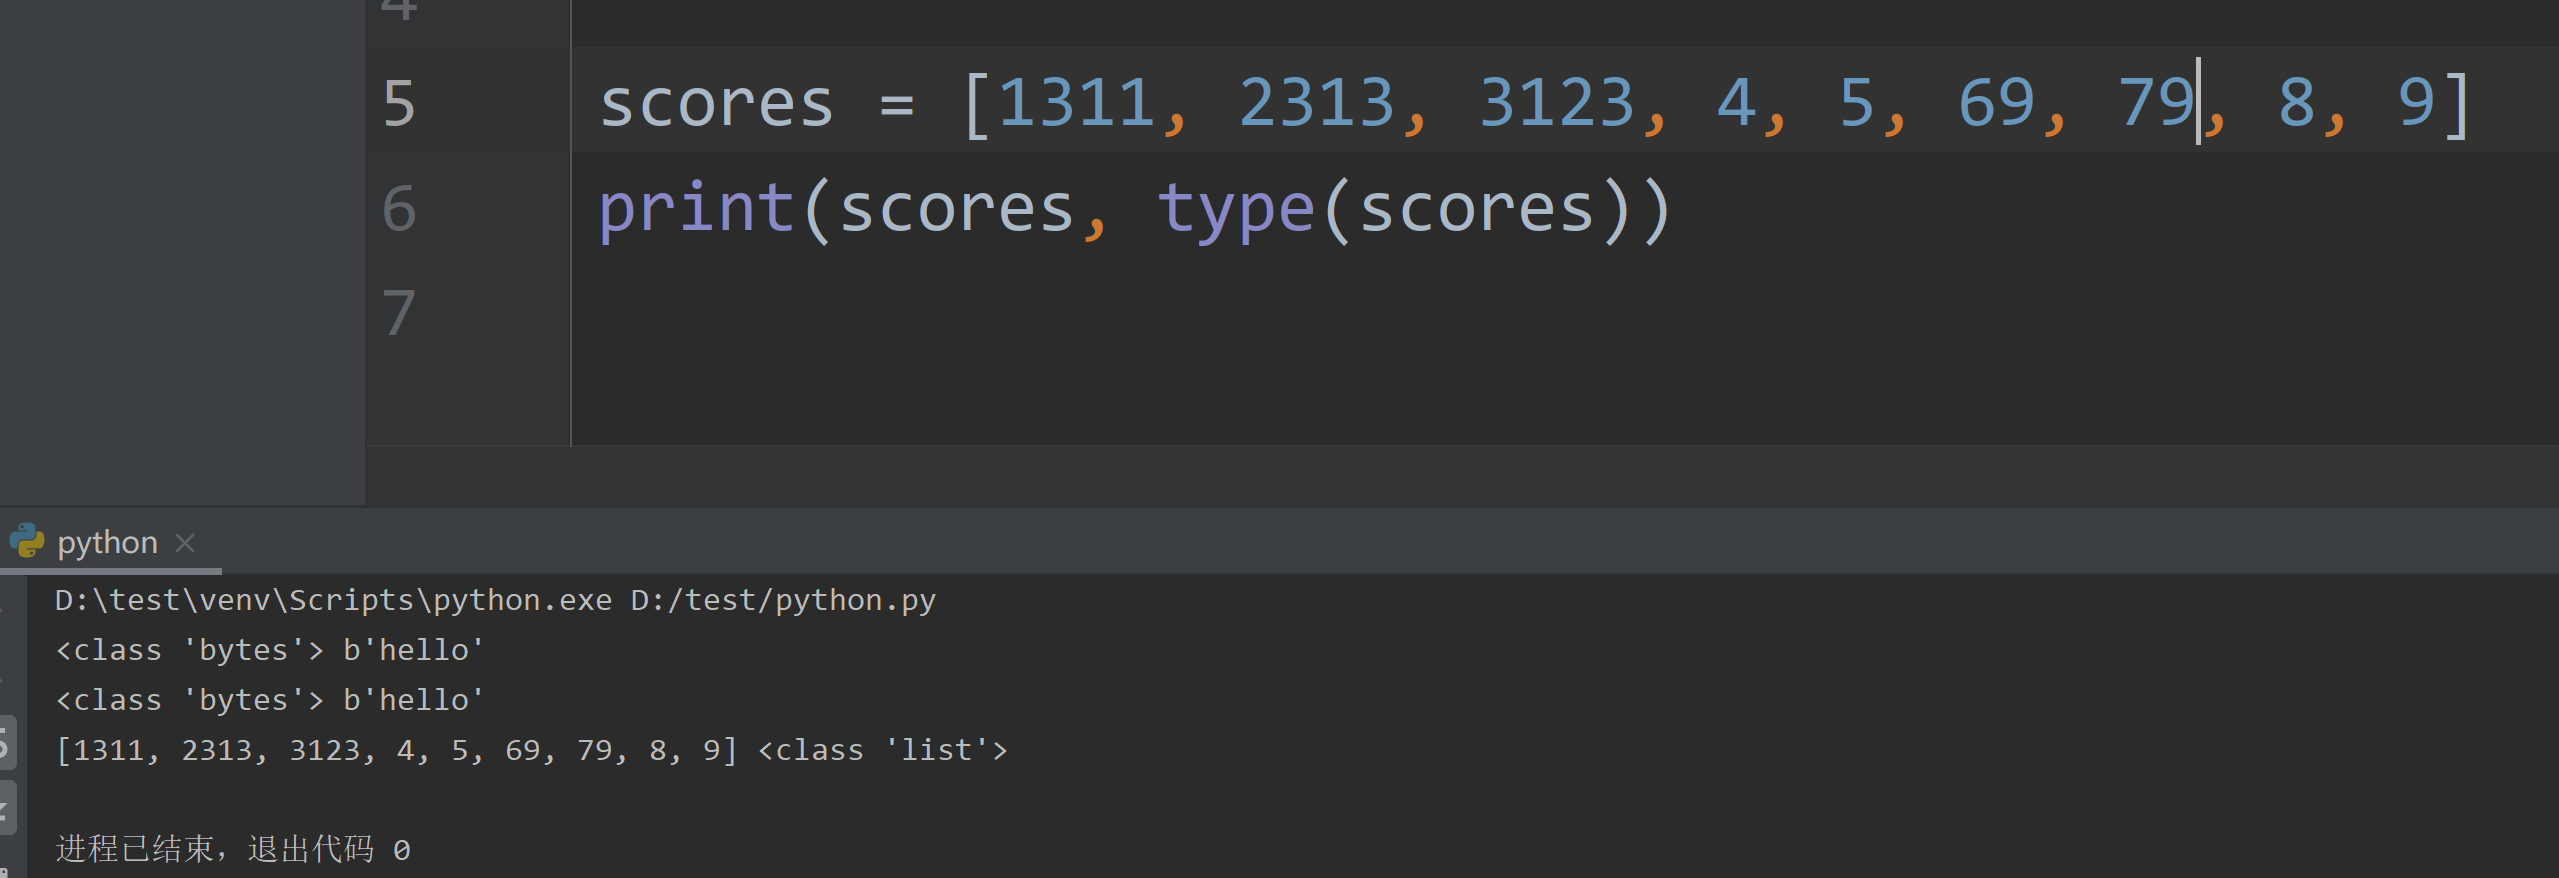 4
5 scores = [1311, 2313, 3123, 4, 5, 69, 79, 8, 9]
6 print(scores, type(scores))
7
python
D:\test\venv\Scripts\python.exe D:/test/python.py
<class 'bytes'> b'hello'
<class 'bytes'> b'hello'
[1311, 2313, 3123, 4, 5, 69, 79, 8, 9] <class 'list'>
进程已结束，退出代码 0